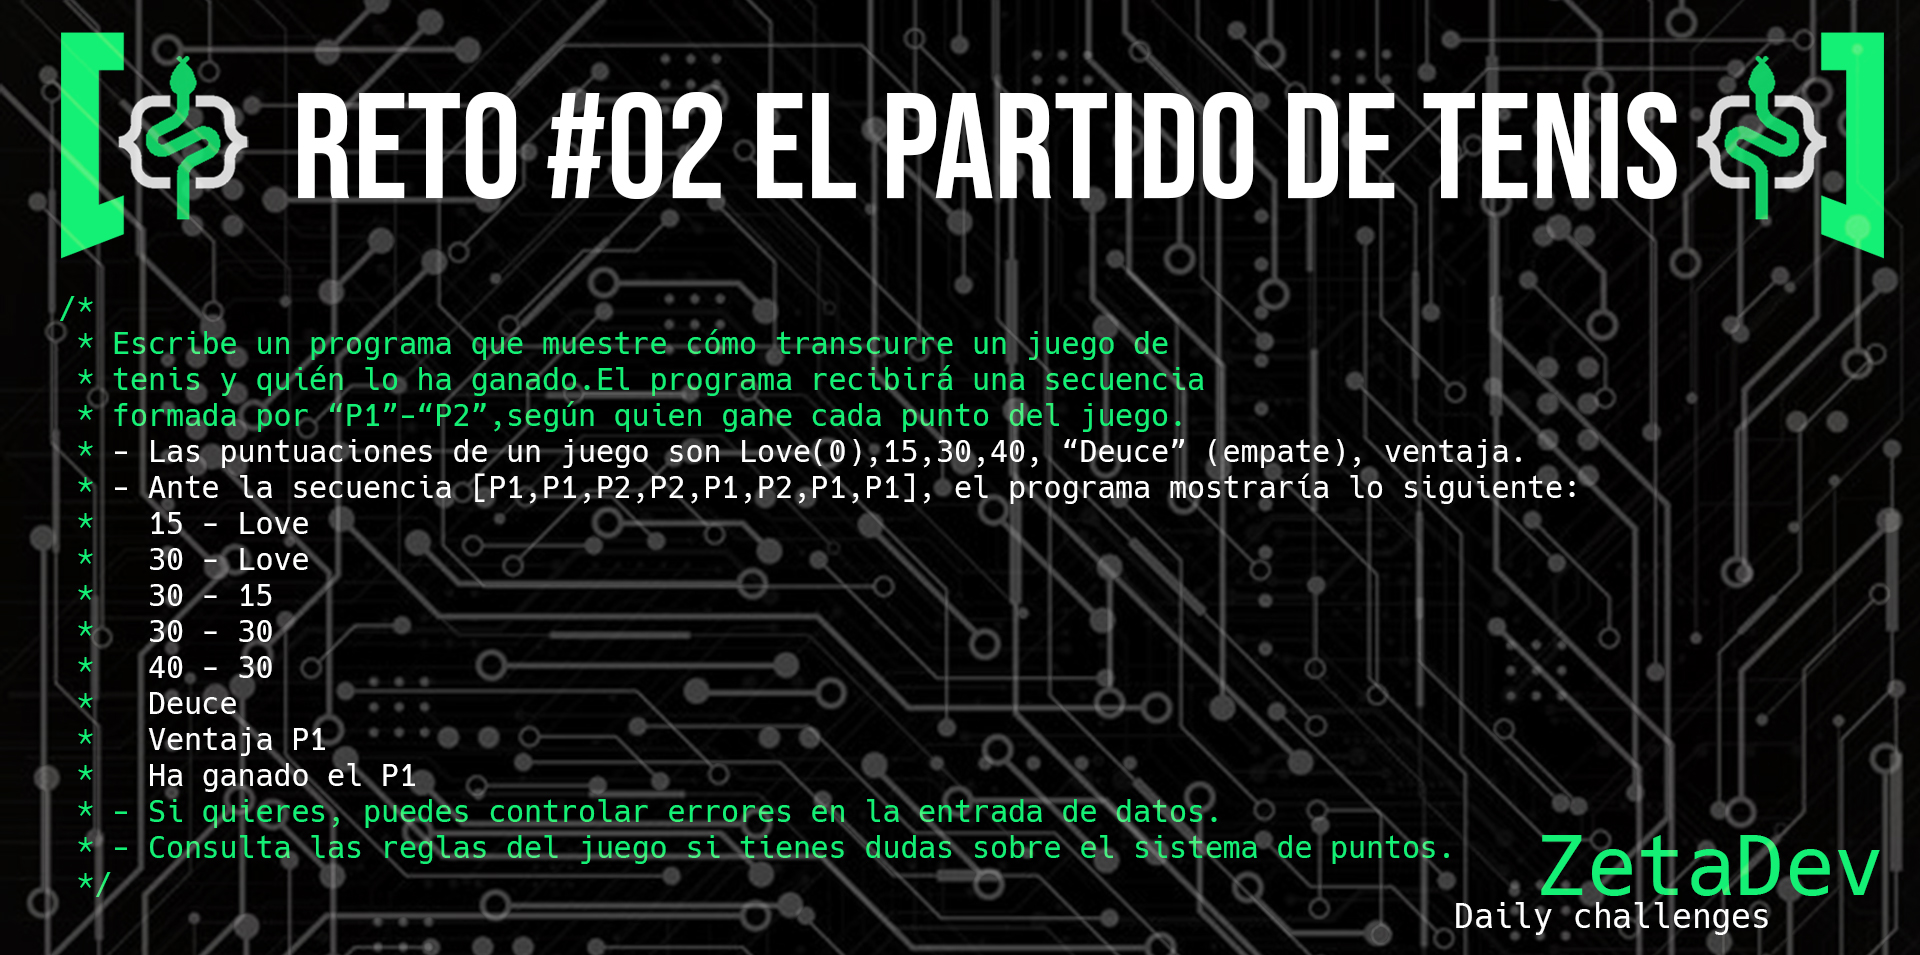 RETO #02 EL PARTIDO DE TENIS
/*
* Escribe un programa que muestre cómo transcurre un juego de
* tenis y quién lo ha ganado.El programa recibirá una secuencia
* formada por “P1”-“P2”,según quien gane cada punto del juego.
* - Las puntuaciones de un juego son Love(0),15,30,40, “Deuce” (empate), ventaja.
* - Ante la secuencia [P1,P1,P2,P2,P1,P2,P1,P1], el programa mostraría lo siguiente:
* 15 - Love
* 30 - Love
* 30 - 15
* 30 - 30
* 40 - 30
* Deuce
* Ventaja P1
* Ha ganado el P1
* - Si quieres, puedes controlar errores en la entrada de datos.
* - Consulta las reglas del juego si tienes dudas sobre el sistema de puntos.
*/
ZetaDev
Daily challenges